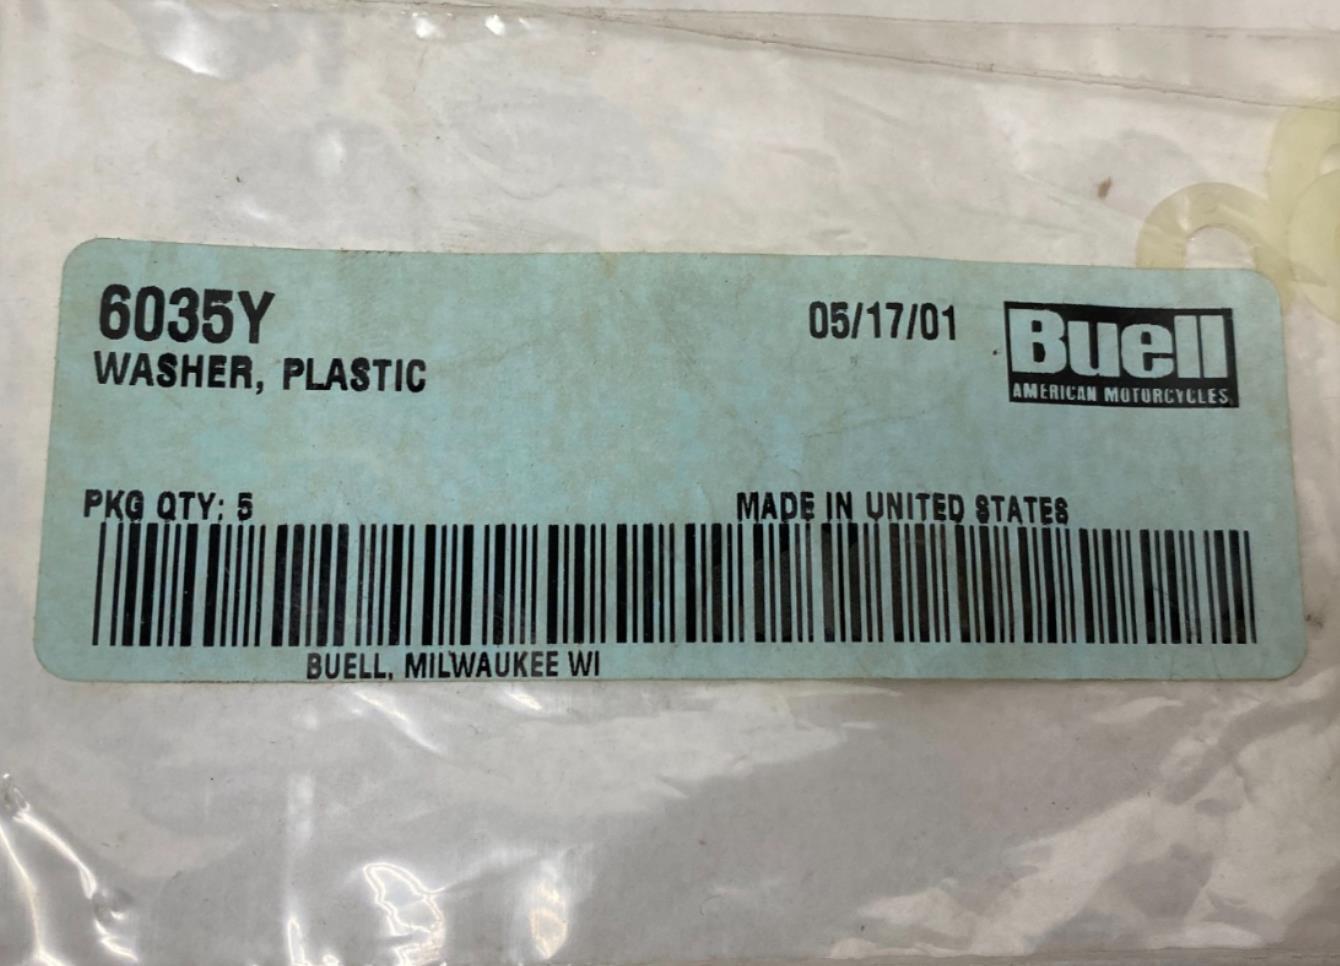 6035Y
WASHER, PLASTIC
05/17/01
Buell
AMERICAN MOTORCYCLES
PKG QTY: 5
MADE IN UNITED STATES
BUELL, MILWAUKEE WI